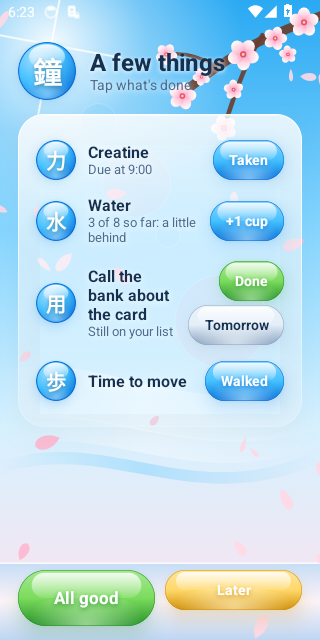 6:23
鐘
A few things
Tap what's done
力
Creatine
Due at 9:00
Taken
水
Water
3 of 8 so far: a little
behind
+1 cup
用
Call the
bank about
the card
Still on your list
Done
Tomorrow
歩
Time to move
Walked
All good
Later